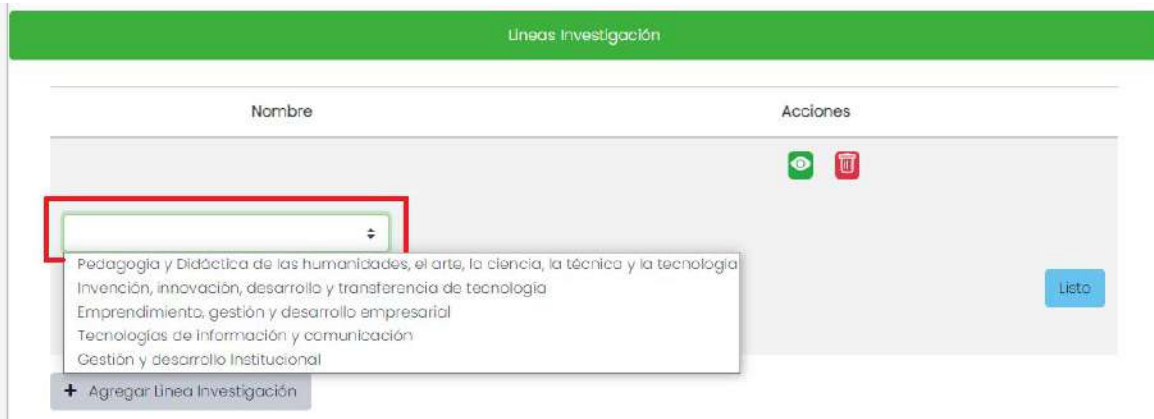 Lineas Investigación
Nombre Acciones
Pedagogia y Didáctica de las humanidades, el arte, la ciencia, la técnica y la tecnologia
Invención, innovación, desarrollo y transferencia de tecnología
Emprendimiento, gestión y desarrollo empresarial
Tecnologías de información y comunicación
Gestión y desarrollo Institucional
Listo
+ Agregar Linea Investigación